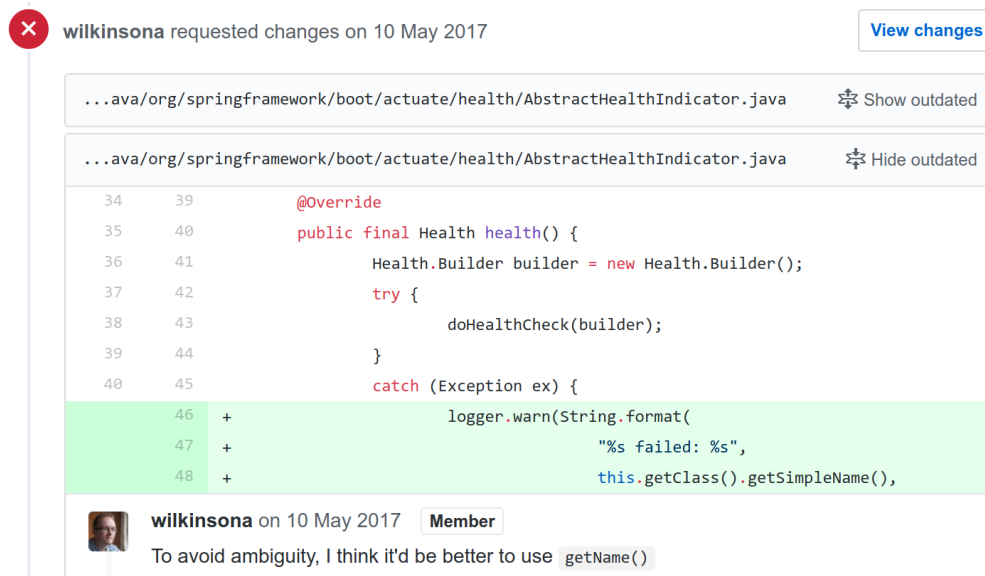 wilkinsona requested changes on 10 May 2017
View changes
...ava/org/springframework/boot/actuate/health/AbstractHealthIndicator.java
Show outdated
...ava/org/springframework/boot/actuate/health/AbstractHealthIndicator.java
Hide outdated
34 39 @Override
35 40 public final Health health() {
36 41 Health.Builder builder = new Health.Builder();
37 42 try {
38 43 doHealthCheck(builder);
39 44 }
40 45 catch (Exception ex) {
46 + logger.warn(String.format(
47 + "%s failed: %s",
48 + this.getClass().getSimpleName(),
wilkinsona on 10 May 2017 Member
To avoid ambiguity, I think it'd be better to use getName()